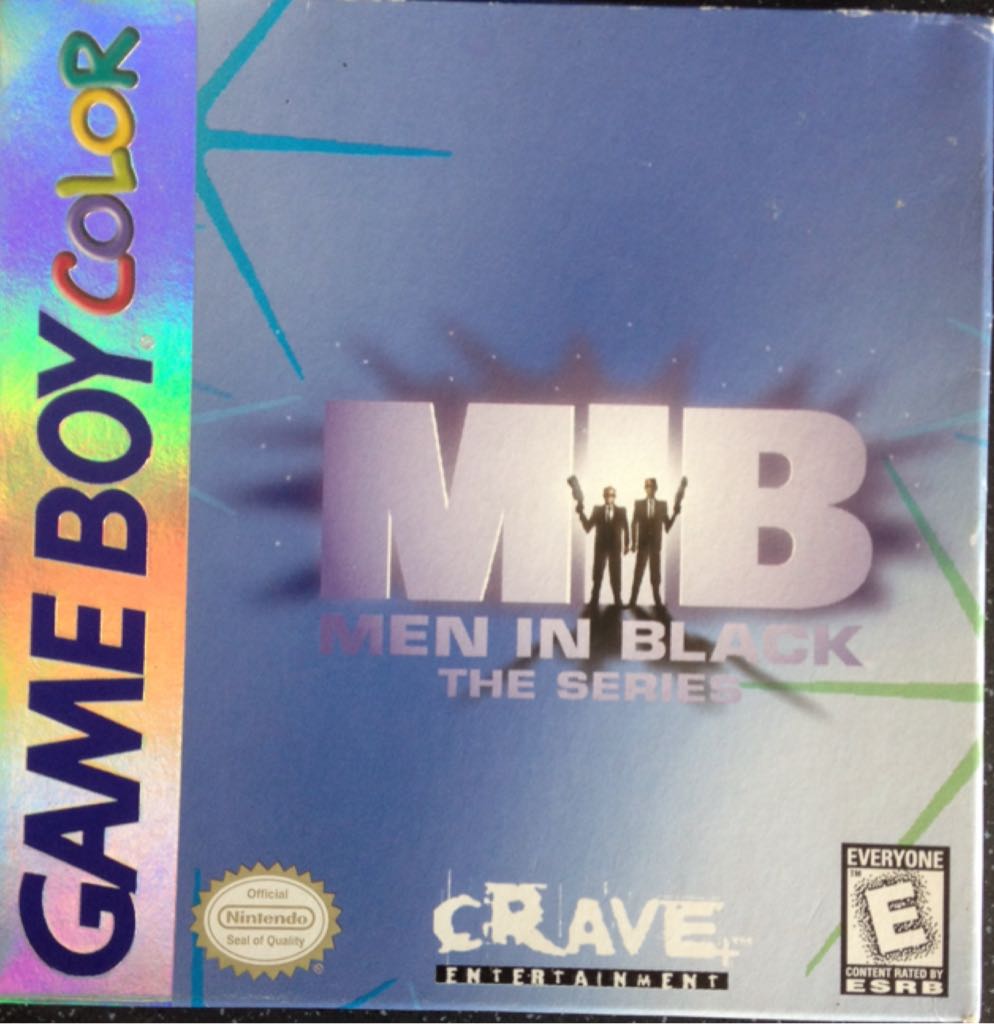 GAME BOY COLOR
MIB
MEN IN BLACK
THE SERIES
Official
Nintendo
Seal of Quality
®
CRAVE
ENTERTAINMENT
EVERYONE
TM
E
CONTENT RATED BY
ESRB